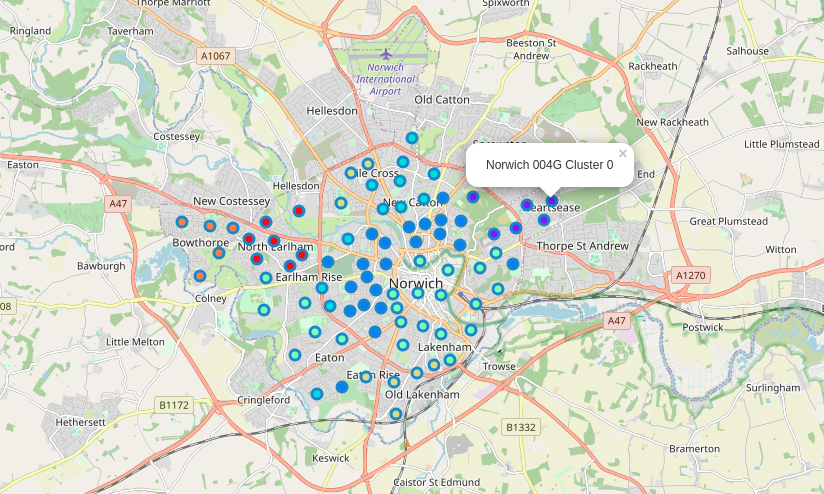 Thorpe Marriott
Spixworth
Ringland
Taverham
Beeston St
Andrew
Salhouse
A1067
Norwich
International
Airport
Rackheath
Hellesdon
Old Catton
New Rackheath
Costessey
Little Plumstead
Easton
Norwich 004G Cluster 0
×
Mile Cross
End
Hellesdon
New Costessey
New Catton
Heartsease
A47
Great Plumstead
Bowthorpe
North Earlham
Thorpe St Andrew
Witton
Bawburgh
Earlham Rise
A1270
Norwich
Colney
08
A47
Postwick
Little Melton
Lakenham
Eaton
Trowse
Eaton Rise
Surlingham
Cringleford
Old Lakenham
B1172
Hethersett
B1332
Bramerton
Keswick
Caistor St Edmund